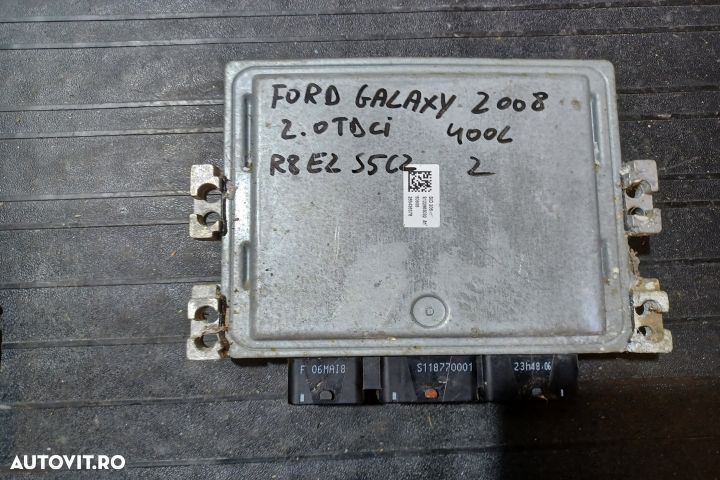 FORD GALAXY 2008
2.0TDCi 400L
R8E2 S5C2 2
F 06MAI8
S118770001
23h48:06
AUTOVIT.RO